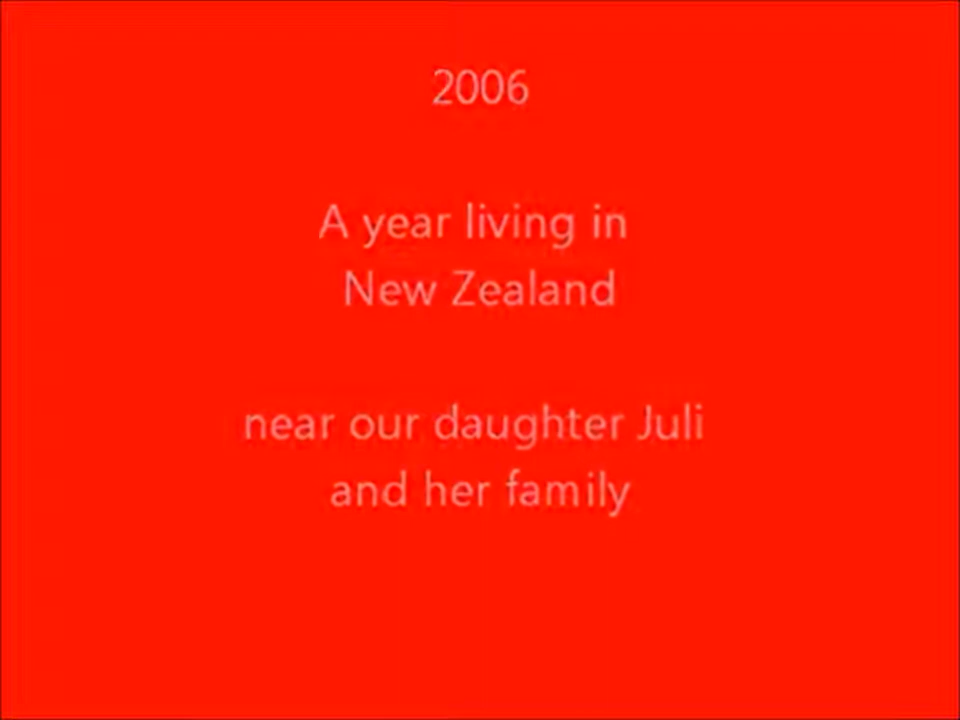 2006
A year living in
New Zealand
near our daughter Juli
and her family